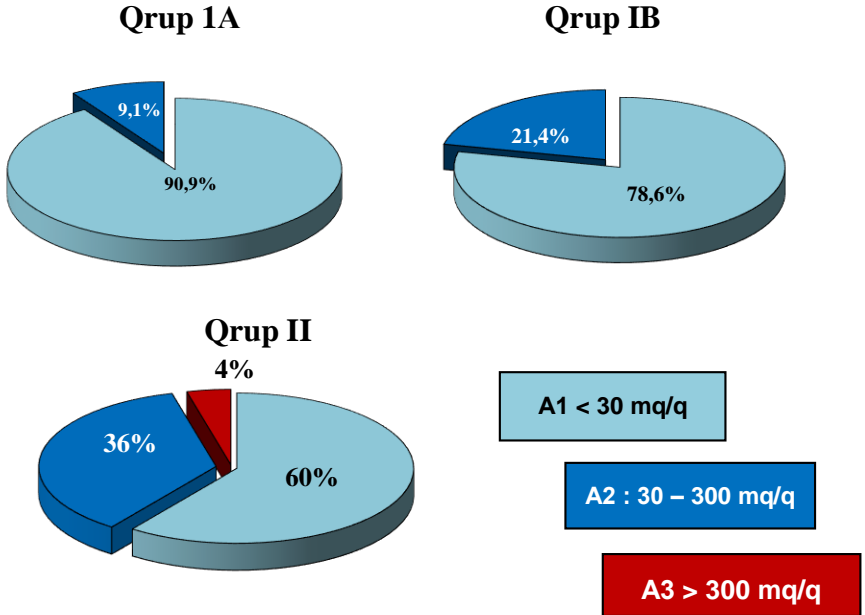 Qrup 1A
9,1%
90,9%
Qrup IB
21,4%
78,6%
Qrup II
4%
36%
60%
A1 < 30 mq/q
A2 : 30 – 300 mq/q
A3 > 300 mq/q